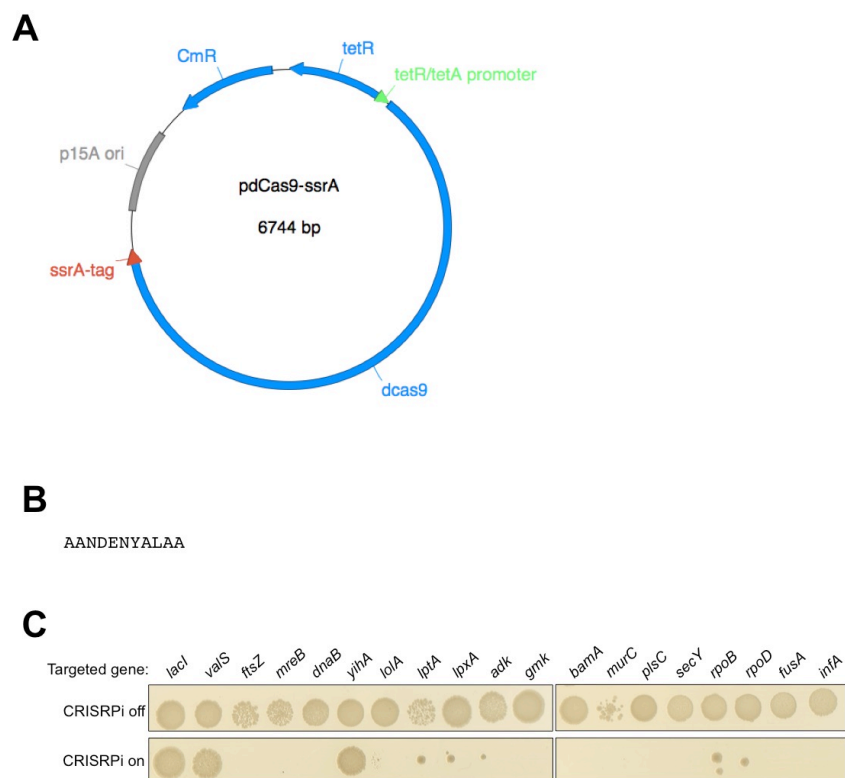 A
CmR
tetR
tetR/tetA promoter
p15A ori
pdCas9-ssrA
6744 bp
ssrA-tag
dcas9
B
AANDENYALAA
C
Targeted gene: lacI valS ftsZ mreB dnaB yihA lolA lptA lpxA adk gmk bamA murC plsC secY rpoB rpoD fusA infA
CRISRPi off
CRISPRi on